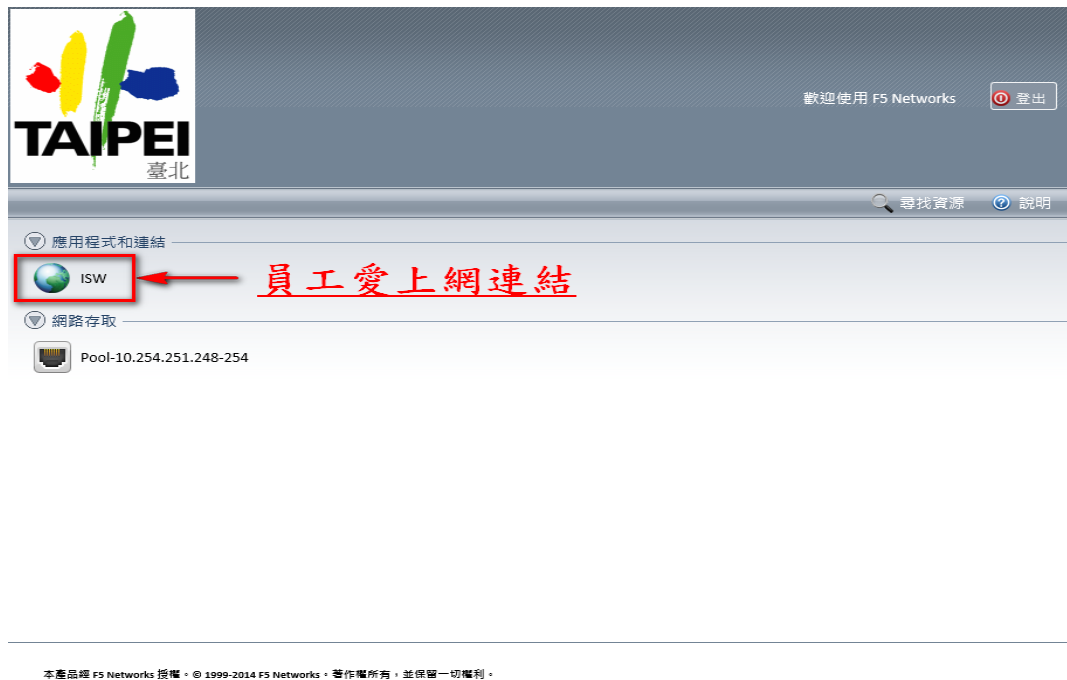 TAIPEI
臺北
歡迎使用 F5 Networks
登出
尋找資源
說明
應用程式和連結
ISW
員工愛上網連結
網路存取
Pool-10.254.251.248-254
本產品經 F5 Networks 授權。© 1999-2014 F5 Networks。著作權所有，並保留一切權利。